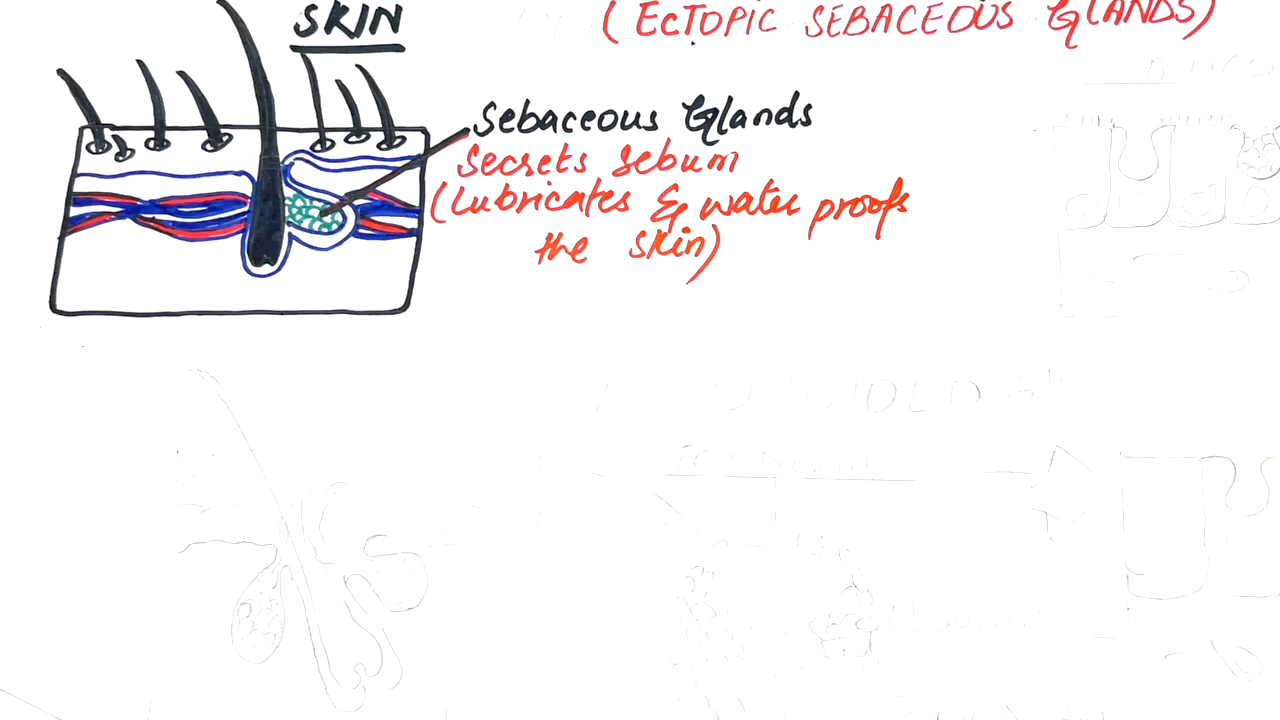 SKIN
(ECTOPIC SEBACEOUS GLANDS)
Sebaceous Glands
Secrets sebum
(Lubricates & water proofs
the skin)